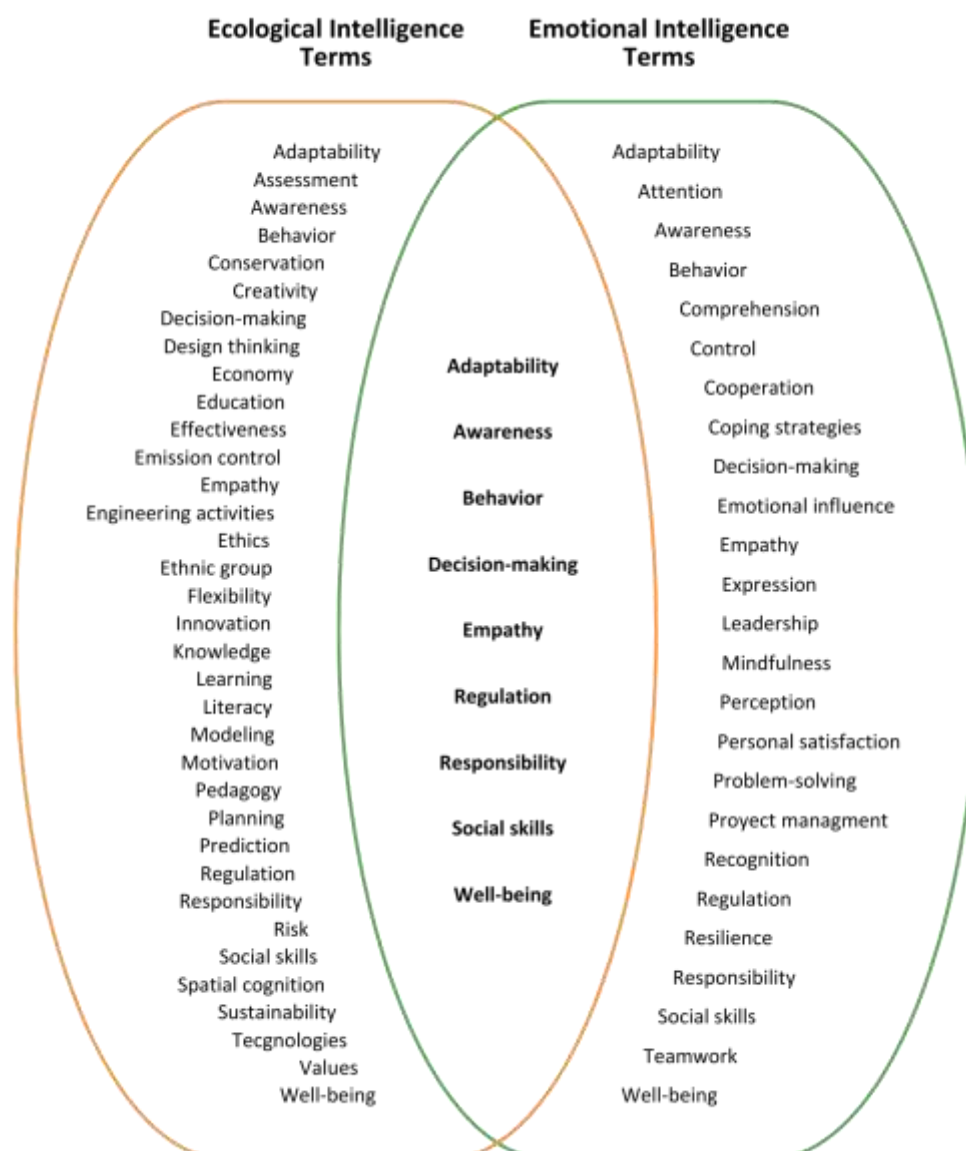 Ecological Intelligence
Terms
Emotional Intelligence
Terms
Adaptability
Assessment
Awareness
Behavior
Conservation
Creativity
Decision-making
Design thinking
Economy
Education
Effectiveness
Emission control
Empathy
Engineering activities
Ethics
Ethnic group
Flexibility
Innovation
Knowledge
Learning
Literacy
Modeling
Motivation
Pedagogy
Planning
Prediction
Regulation
Responsibility
Risk
Social skills
Spatial cognition
Sustainability
Tecgnologies
Values
Well-being
Adaptability
Awareness
Behavior
Decision-making
Empathy
Regulation
Responsibility
Social skills
Well-being
Adaptability
Attention
Awareness
Behavior
Comprehension
Control
Cooperation
Coping strategies
Decision-making
Emotional influence
Empathy
Expression
Leadership
Mindfulness
Perception
Personal satisfaction
Problem-solving
Proyect managment
Recognition
Regulation
Resilience
Responsibility
Social skills
Teamwork
Well-being